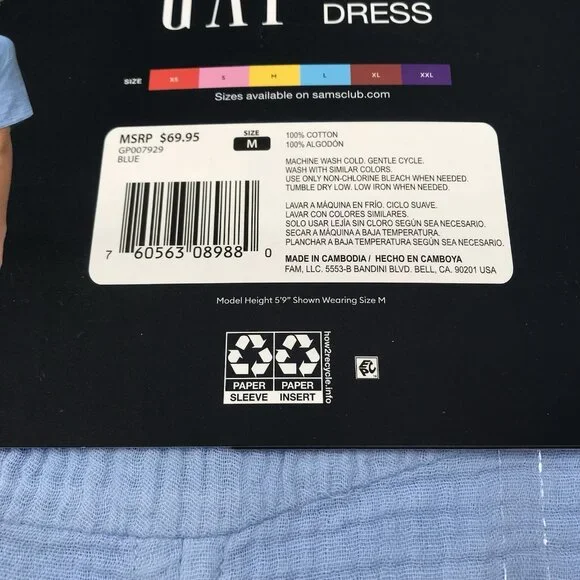 GAP
DRESS
SIZE XS S M L XL XXL
Sizes available on samsclub.com
MSRP $69.95
GP007929
BLUE
SIZE
M
7 60563 08988 0
100% COTTON
100% ALGODÓN
MACHINE WASH COLD. GENTLE CYCLE.
WASH WITH SIMILAR COLORS.
USE ONLY NON-CHLORINE BLEACH WHEN NEEDED.
TUMBLE DRY LOW. LOW IRON WHEN NEEDED.
LAVAR A MÁQUINA EN FRÍO. CICLO SUAVE.
LAVAR CON COLORES SIMILARES.
SOLO USAR LEJÍA SIN CLORO SEGÚN SEA NECESARIO.
SECAR A MÁQUINA A BAJA TEMPERATURA.
PLANCHAR A BAJA TEMPERATURA SEGÚN SEA NECESARIO.
MADE IN CAMBODIA / HECHO EN CAMBOYA
FAM, LLC. 5553-B BANDINI BLVD. BELL, CA. 90201 USA
Model Height 5'9" Shown Wearing Size M
PAPER PAPER
SLEEVE INSERT
how2recycle.info